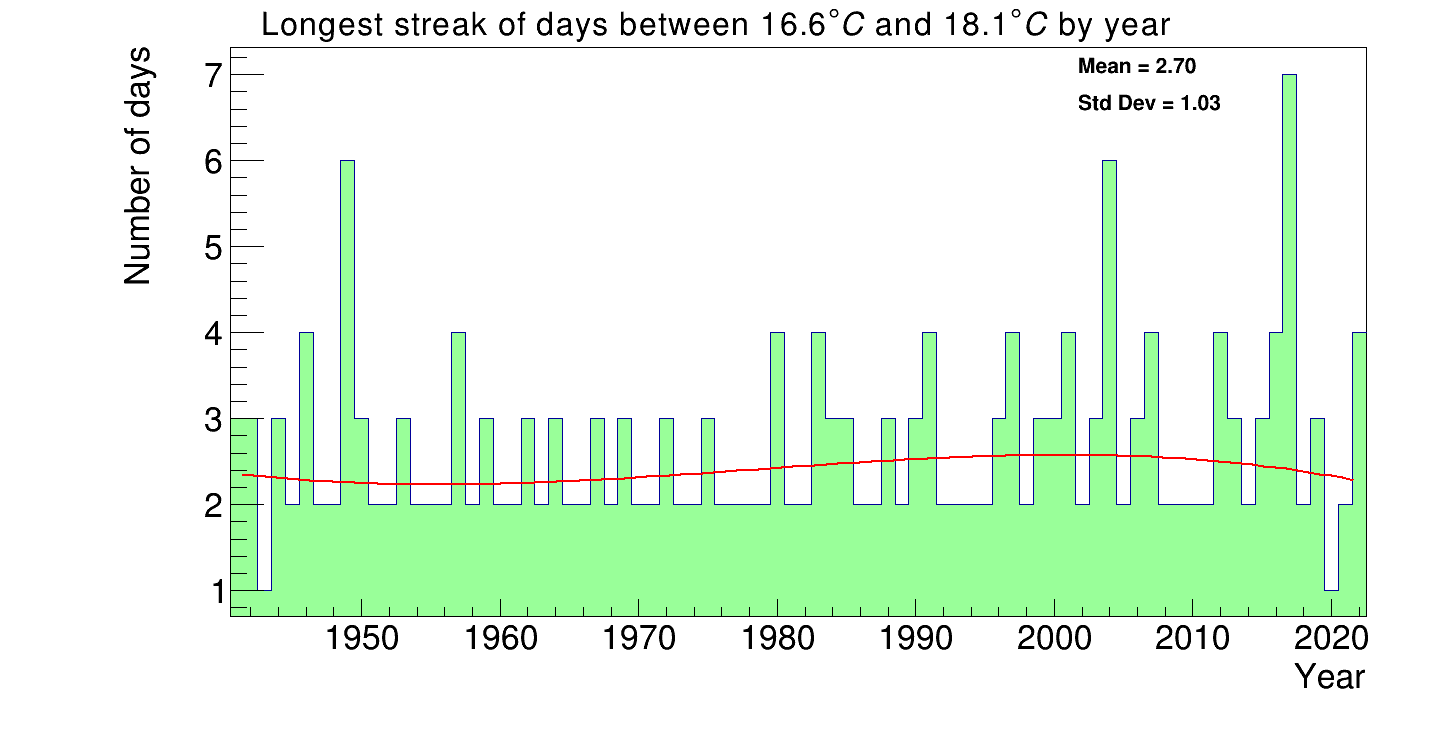 Longest streak of days between 16.6°C and 18.1°C by year
Number of days
Mean = 2.70
Std Dev = 1.03
7
6
5
4
3
2
1
1950 1960 1970 1980 1990 2000 2010 2020
Year